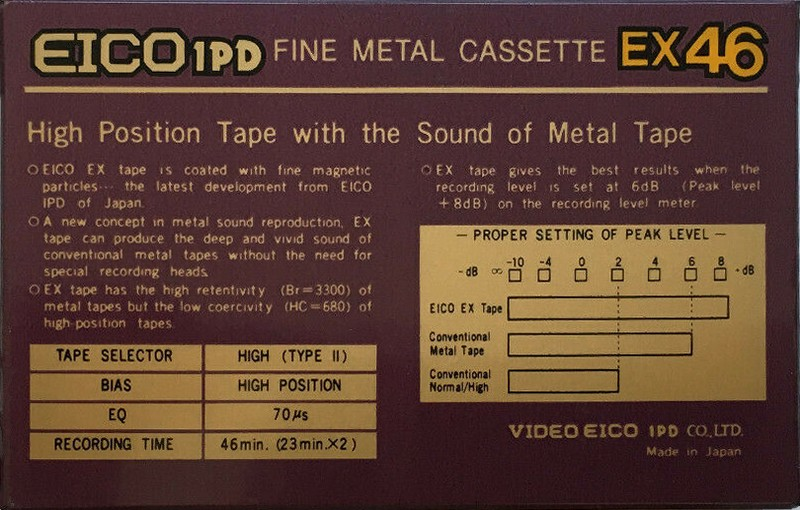 EICO IPD FINE METAL CASSETTE EX46
High Position Tape with the Sound of Metal Tape
○ EICO EX tape is coated with fine magnetic
particles… the latest development from EICO
IPD of Japan.
○ A new concept in metal sound reproduction, EX
tape can produce the deep and vivid sound of
conventional metal tapes without the need for
special recording heads.
○ EX tape has the high retentivity (Br=3300) of
metal tapes but the low coercivity (HC=680) of
high-position tapes.
TAPE SELECTOR HIGH (TYPE II)
BIAS HIGH POSITION
EQ 70μs
RECORDING TIME 46min. (23min.×2)
○ EX tape gives the best results when the
recording level is set at 6dB (Peak level
+8dB) on the recording level meter.
— PROPER SETTING OF PEAK LEVEL —
-10 -4 0 2 4 6 8
-dB ∞ □ □ □ □ □ □ □ -dB
EICO EX Tape
Conventional
Metal Tape
Conventional
Normal/High
VIDEO EICO IPD CO.,LTD.
Made in Japan